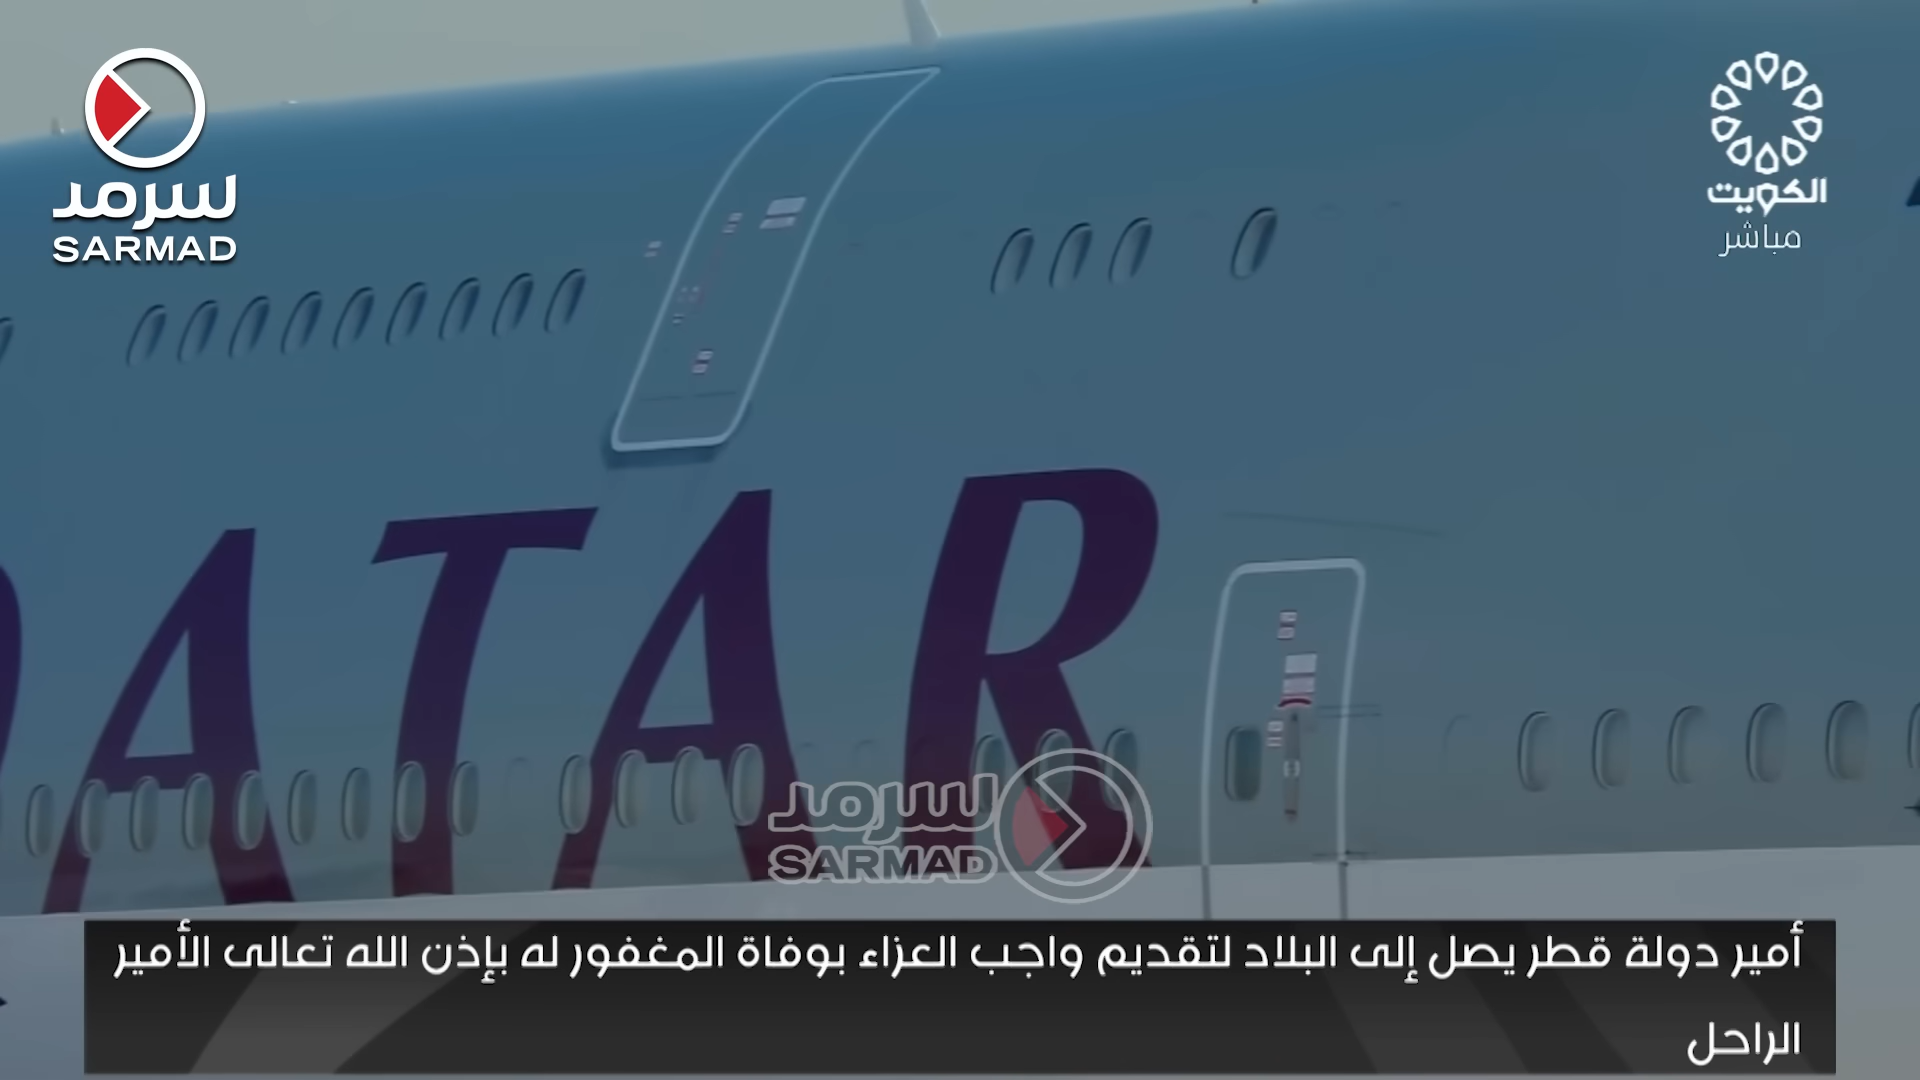 سرمد
SARMAD
الكويت
مباشر
QATAR
سرمد
SARMAD
أمير دولة قطر يصل إلى البلاد لتقديم واجب العزاء بوفاة المغفور له بإذن الله تعالى الأمير
الراحل